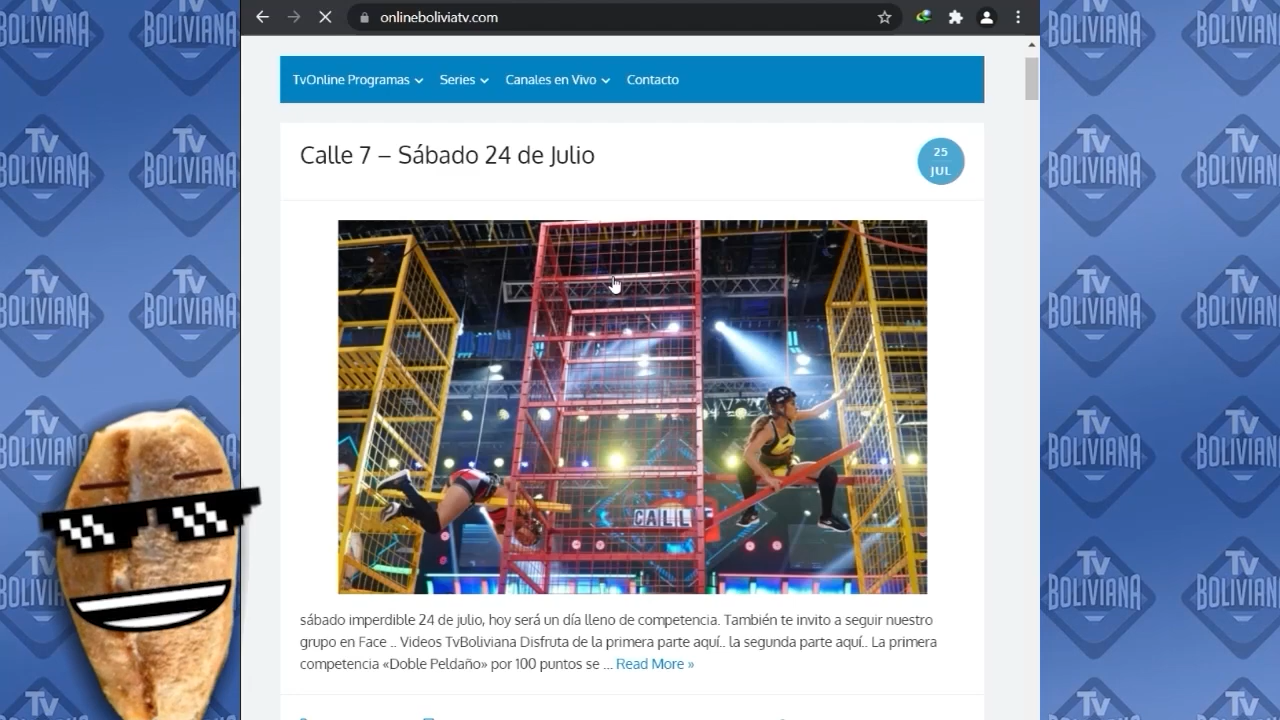 onlineboliviatv.com
TvOnline Programas Series Canales en Vivo Contacto
Calle 7 – Sábado 24 de Julio
25
JUL
CALL
sábado imperdible 24 de julio, hoy será un día lleno de competencia. También te invito a seguir nuestro
grupo en Face .. Videos TvBoliviana Disfruta de la primera parte aquí.. la segunda parte aquí.. La primera
competencia «Doble Peldaño» por 100 puntos se ... Read More »
Tv
BOLIVIANA